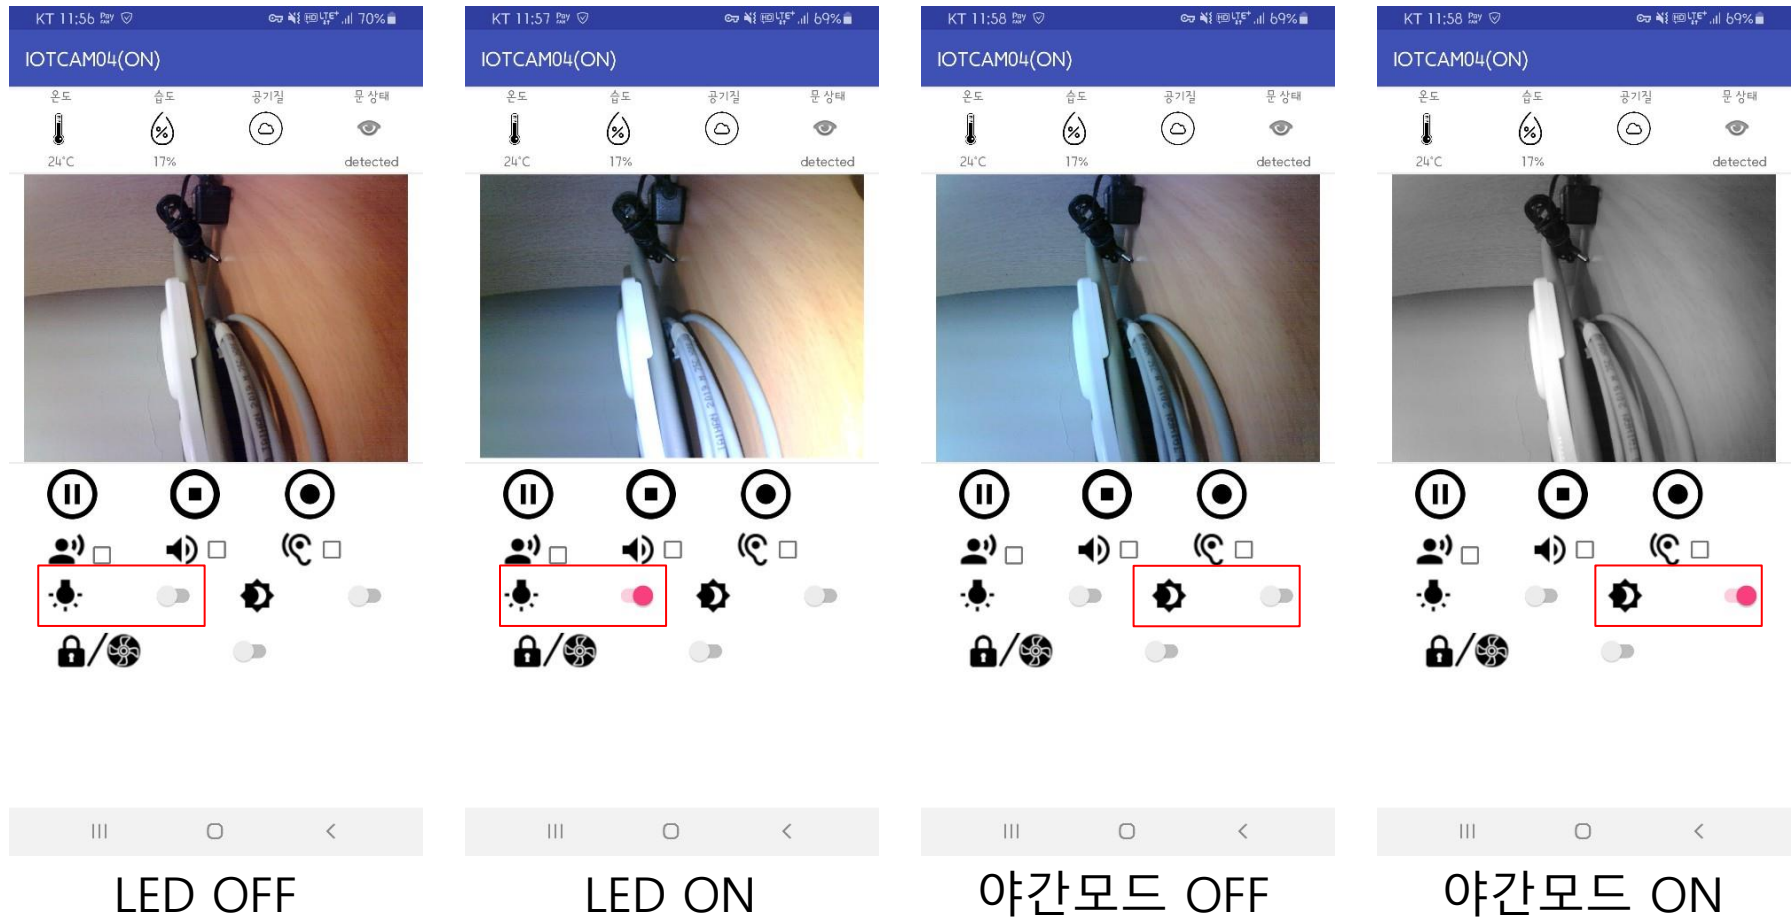 KT 11:56 Pay 70%
IOTCAM04(ON)
온도 습도 공기질 문 상태
24°C 17% detected
LED OFF
KT 11:57 Pay 69%
IOTCAM04(ON)
온도 습도 공기질 문 상태
24°C 17% detected
LED ON
KT 11:58 Pay 69%
IOTCAM04(ON)
온도 습도 공기질 문 상태
24°C 17% detected
야간모드 OFF
KT 11:58 Pay 69%
IOTCAM04(ON)
온도 습도 공기질 문 상태
24°C 17% detected
야간모드 ON